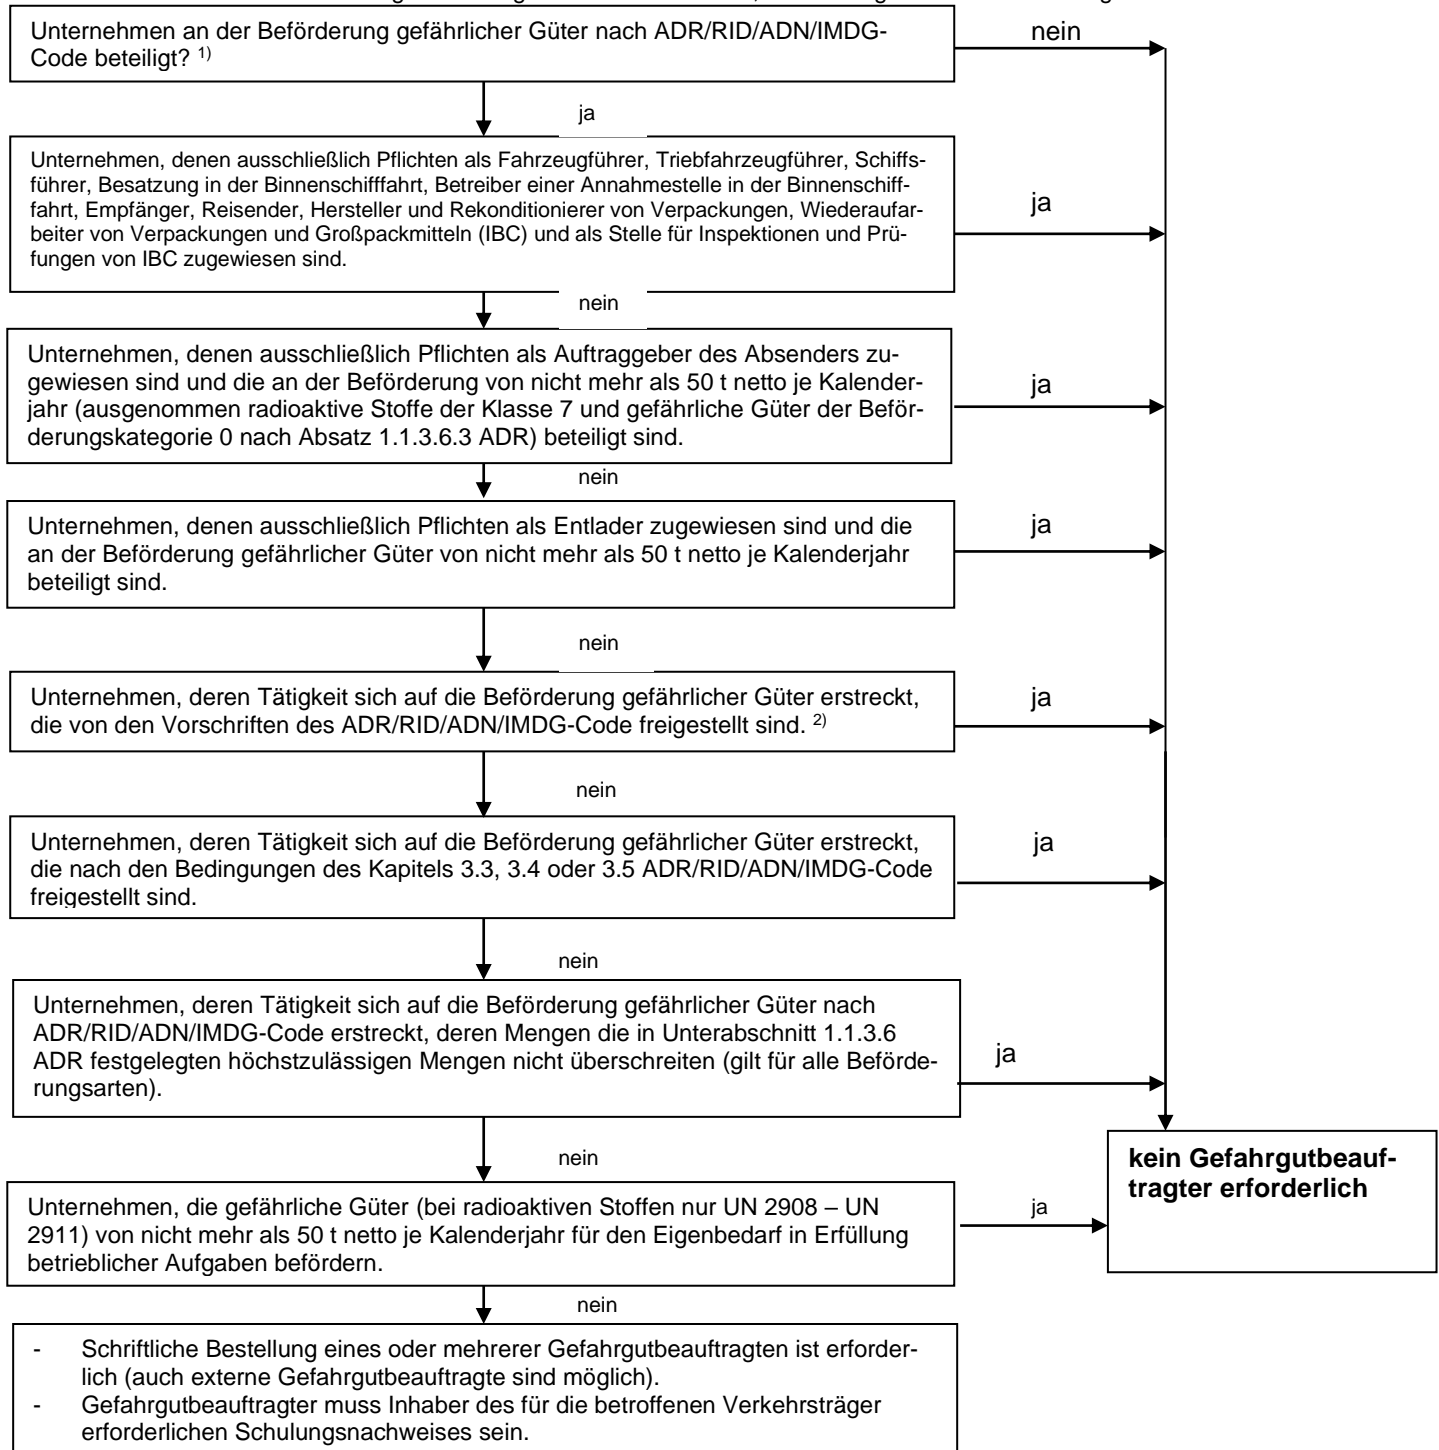 Unternehmen an der Beförderung gefährlicher Güter nach ADR/RID/ADN/IMDG-
Code beteiligt? 1)
nein
ja
Unternehmen, denen ausschließlich Pflichten als Fahrzeugführer, Triebfahrzeugführer, Schiffs-
führer, Besatzung in der Binnenschifffahrt, Betreiber einer Annahmestelle in der Binnenschiff-
fahrt, Empfänger, Reisender, Hersteller und Rekonditionierer von Verpackungen, Wiederaufar-
beiter von Verpackungen und Großpackmitteln (IBC) und als Stelle für Inspektionen und Prü-
fungen von IBC zugewiesen sind.
ja
nein
Unternehmen, denen ausschließlich Pflichten als Auftraggeber des Absenders zu-
gewiesen sind und die an der Beförderung von nicht mehr als 50 t netto je Kalender-
jahr (ausgenommen radioaktive Stoffe der Klasse 7 und gefährliche Güter der Beför-
derungskategorie 0 nach Absatz 1.1.3.6.3 ADR) beteiligt sind.
ja
nein
Unternehmen, denen ausschließlich Pflichten als Entlader zugewiesen sind und die
an der Beförderung gefährlicher Güter von nicht mehr als 50 t netto je Kalenderjahr
beteiligt sind.
ja
nein
Unternehmen, deren Tätigkeit sich auf die Beförderung gefährlicher Güter erstreckt,
die von den Vorschriften des ADR/RID/ADN/IMDG-Code freigestellt sind. 2)
ja
nein
Unternehmen, deren Tätigkeit sich auf die Beförderung gefährlicher Güter erstreckt,
die nach den Bedingungen des Kapitels 3.3, 3.4 oder 3.5 ADR/RID/ADN/IMDG-Code
freigestellt sind.
ja
nein
Unternehmen, deren Tätigkeit sich auf die Beförderung gefährlicher Güter nach
ADR/RID/ADN/IMDG-Code erstreckt, deren Mengen die in Unterabschnitt 1.1.3.6
ADR festgelegten höchstzulässigen Mengen nicht überschreiten (gilt für alle Beförde-
rungsarten).
ja
nein
kein Gefahrgutbeauf-
tragter erforderlich
Unternehmen, die gefährliche Güter (bei radioaktiven Stoffen nur UN 2908 – UN
2911) von nicht mehr als 50 t netto je Kalenderjahr für den Eigenbedarf in Erfüllung
betrieblicher Aufgaben befördern.
ja
nein
- Schriftliche Bestellung eines oder mehrerer Gefahrgutbeauftragten ist erforder-
lich (auch externe Gefahrgutbeauftragte sind möglich).
- Gefahrgutbeauftragter muss Inhaber des für die betroffenen Verkehrsträger
erforderlichen Schulungsnachweises sein.